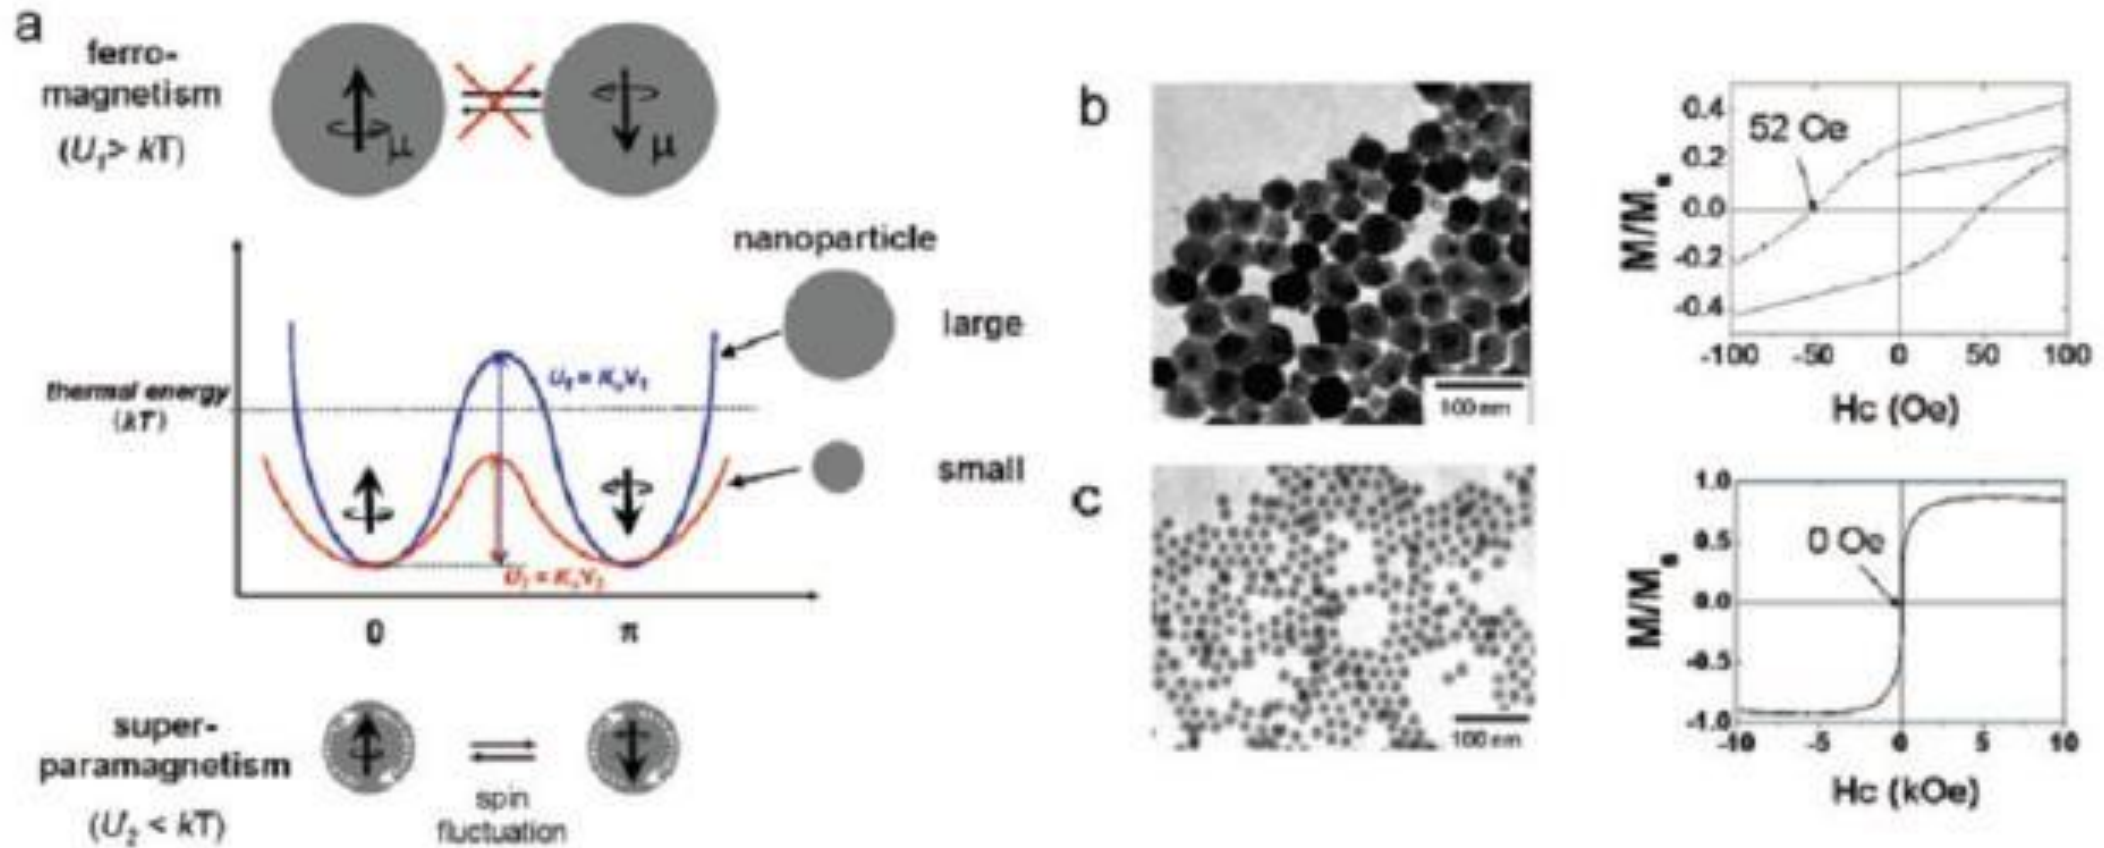 a
ferro-
magnetism
(U₁> kT)
μ
μ
nanoparticle
large
small
thermal energy
(kT)
U₁ = KᵤV₁
U₂ = KᵤV₂
0
π
super-
paramagnetism
(U₂ < kT)
spin
fluctuation
b
100 nm
52 Oe
M/Mₛ
0.4
0.2
0.0
-0.2
-0.4
-100
-50
0
50
100
Hc (Oe)
c
100 nm
0 Oe
M/Mₛ
1.0
0.5
0.0
-0.5
-1.0
-10
-5
0
5
10
Hc (kOe)